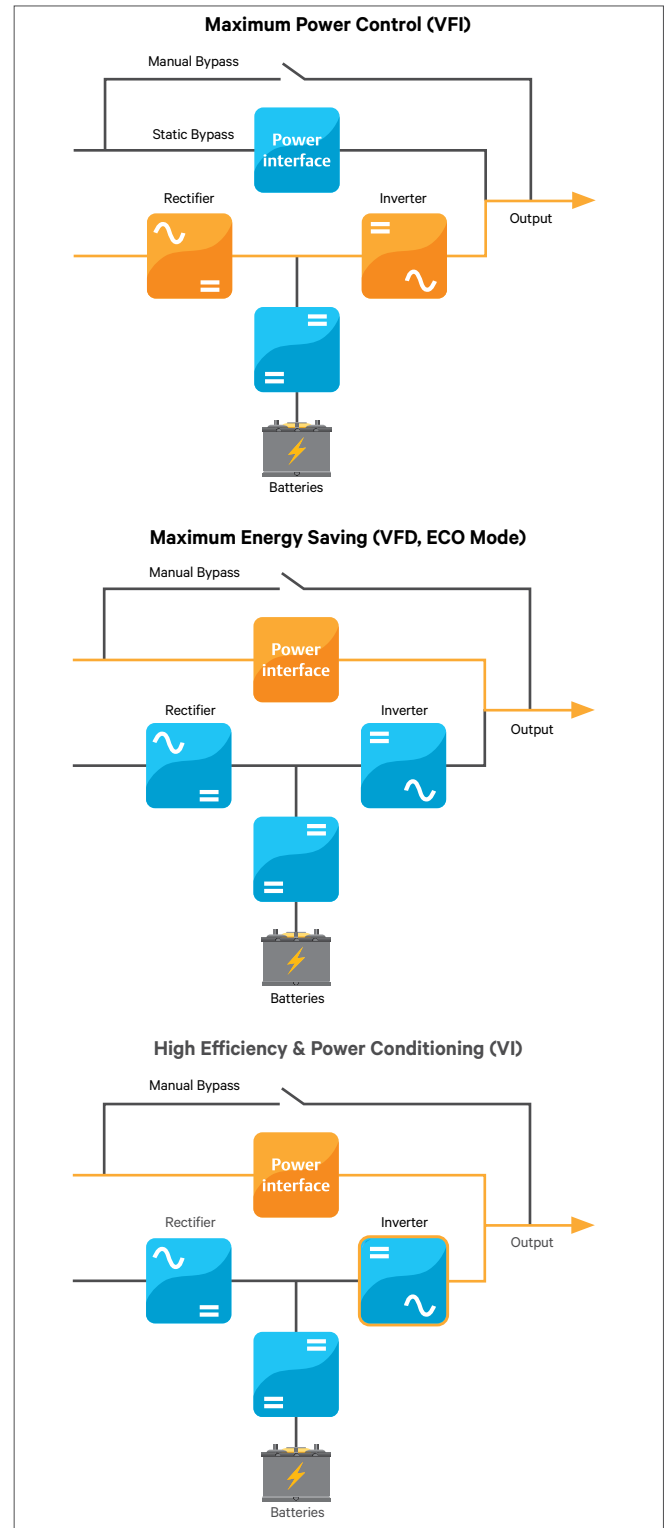 Maximum Power Control (VFI)
Manual Bypass
Static Bypass
Power
interface
Rectifier
Inverter
Output
Batteries
Maximum Energy Saving (VFD, ECO Mode)
Manual Bypass
Power
interface
Rectifier
Inverter
Output
Batteries
High Efficiency & Power Conditioning (VI)
Manual Bypass
Power
interface
Rectifier
Inverter
Output
Batteries